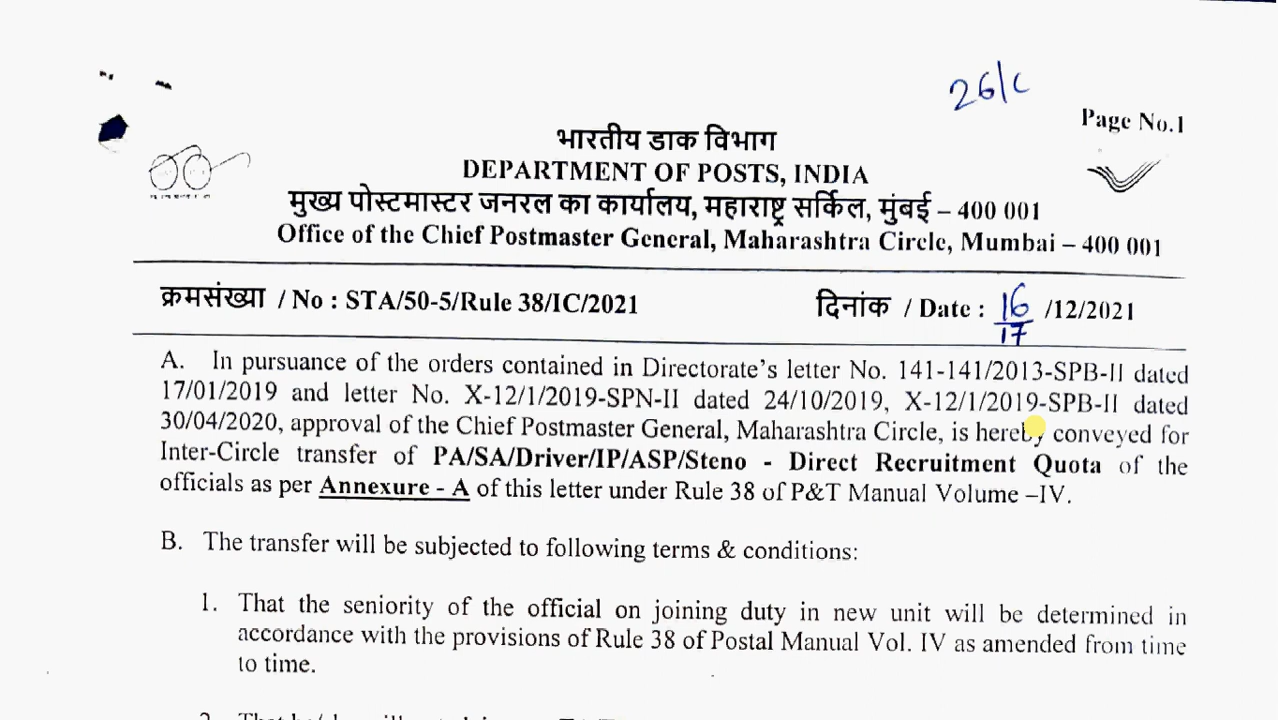 26/C
Page No.1
भारतीय डाक विभाग
DEPARTMENT OF POSTS, INDIA
मुख्य पोस्टमास्टर जनरल का कार्यालय, महाराष्ट्र सर्किल, मुंबई – 400 001
Office of the Chief Postmaster General, Maharashtra Circle, Mumbai – 400 001
क्रमसंख्या / No : STA/50-5/Rule 38/IC/2021
दिनांक / Date : 16/17 /12/2021
A. In pursuance of the orders contained in Directorate's letter No. 141-141/2013-SPB-II dated
17/01/2019 and letter No. X-12/1/2019-SPN-II dated 24/10/2019, X-12/1/2019-SPB-II dated
30/04/2020, approval of the Chief Postmaster General, Maharashtra Circle, is hereby conveyed for
Inter-Circle transfer of PA/SA/Driver/IP/ASP/Steno - Direct Recruitment Quota of the
officials as per Annexure - A of this letter under Rule 38 of P&T Manual Volume –IV.
B. The transfer will be subjected to following terms & conditions:
1. That the seniority of the official on joining duty in new unit will be determined in
accordance with the provisions of Rule 38 of Postal Manual Vol. IV as amended from time
to time.